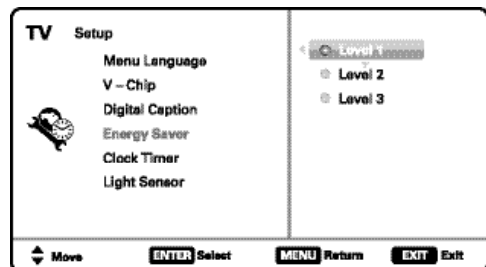 TV Setup
Menu Language
V - Chip
Digital Caption
Energy Saver
Clock Timer
Light Sensor
Level 1
Level 2
Level 3
Move ENTER Select MENU Return EXIT Exit